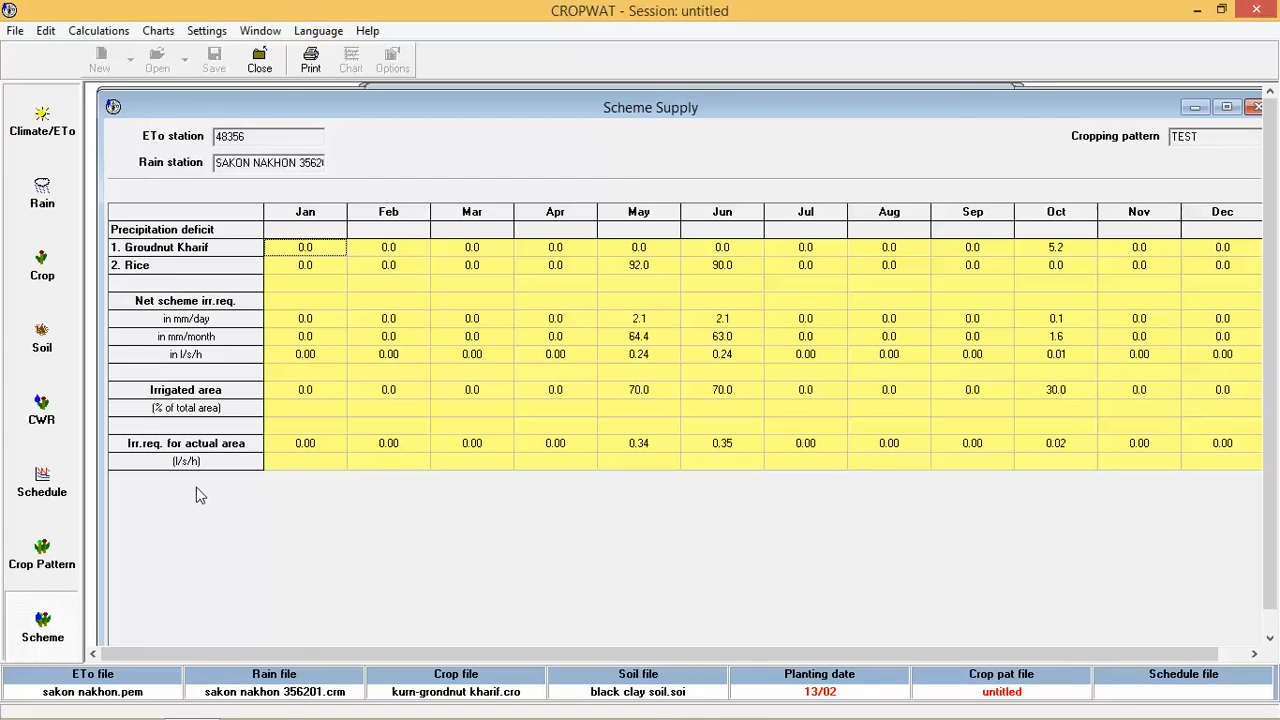 CROPWAT - Session: untitled
File Edit Calculations Charts Settings Window Language Help
New Open Save Close Print Chart Options
Scheme Supply
Climate/ETo
Rain
Crop
Soil
CWR
Schedule
Crop Pattern
Scheme
ETo station 48356 Cropping pattern TEST
Rain station SAKON NAKHON 35620
Jan Feb Mar Apr May Jun Jul Aug Sep Oct Nov Dec
Precipitation deficit
1. Groudnut Kharif 0.0 0.0 0.0 0.0 0.0 0.0 0.0 0.0 0.0 5.2 0.0 0.0
2. Rice 0.0 0.0 0.0 0.0 92.0 90.0 0.0 0.0 0.0 0.0 0.0 0.0
Net scheme irr.req.
in mm/day 0.0 0.0 0.0 0.0 2.1 2.1 0.0 0.0 0.0 0.1 0.0 0.0
in mm/month 0.0 0.0 0.0 0.0 64.4 63.0 0.0 0.0 0.0 1.6 0.0 0.0
in l/s/h 0.00 0.00 0.00 0.00 0.24 0.24 0.00 0.00 0.00 0.01 0.00 0.00
Irrigated area 0.0 0.0 0.0 0.0 70.0 70.0 0.0 0.0 0.0 30.0 0.0 0.0
(% of total area)
Irr.req. for actual area 0.00 0.00 0.00 0.00 0.34 0.35 0.00 0.00 0.00 0.02 0.00 0.00
(l/s/h)
ETo file Rain file Crop file Soil file Planting date Crop pat file Schedule file
sakon nakhon.pem sakon nakhon 356201.crm kurn-grondnut kharif.cro black clay soil.soi 13/02 untitled